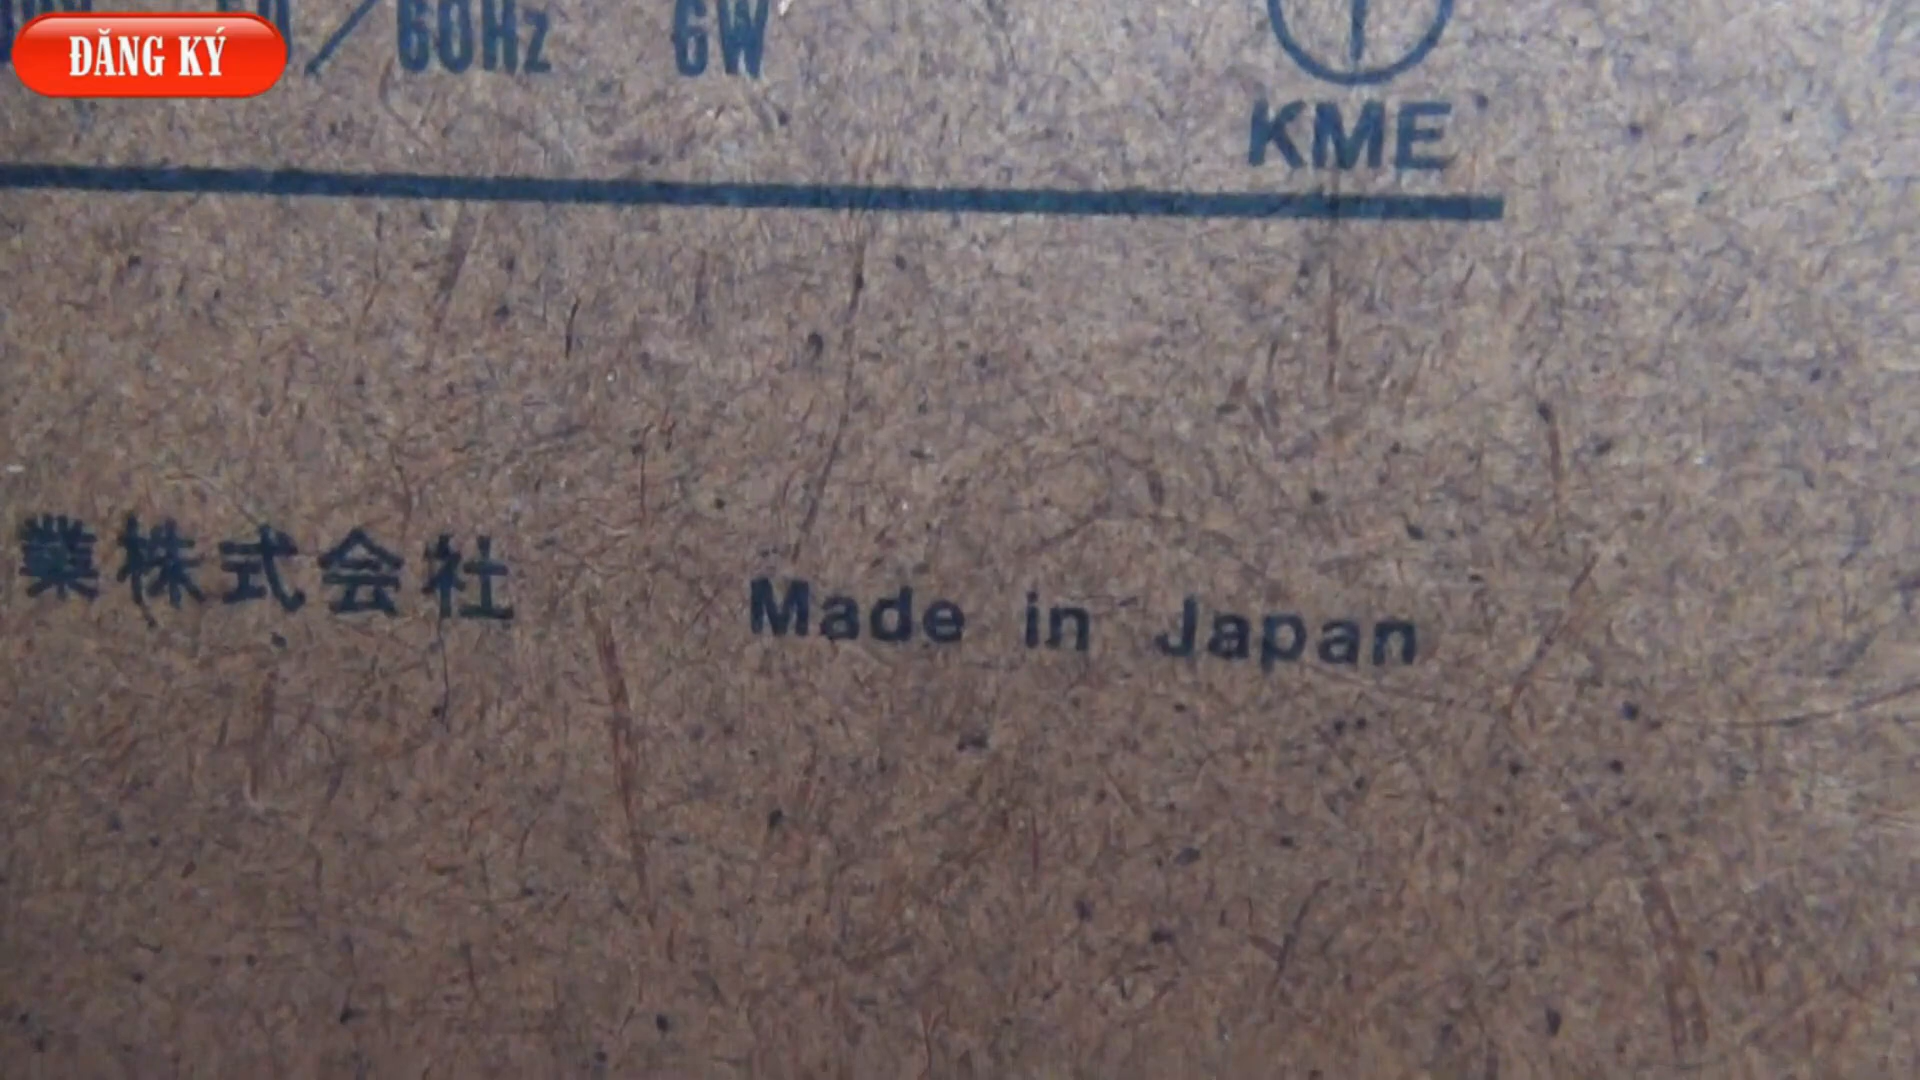 ĐĂNG KÝ
/60Hz 6W
KME
業株式会社 Made in Japan